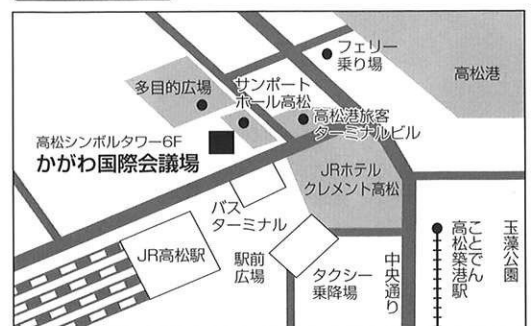 フェリー
乗り場
高松港
多目的広場
サンポート
ホール高松
高松港旅客
ターミナルビル
高松シンボルタワー6F
かがわ国際会議場
JRホテル
クレメント高松
バス
ターミナル
JR高松駅
駅前
広場
タクシー
乗降場
中央通り
ことでん
高松築港駅
玉藻公園